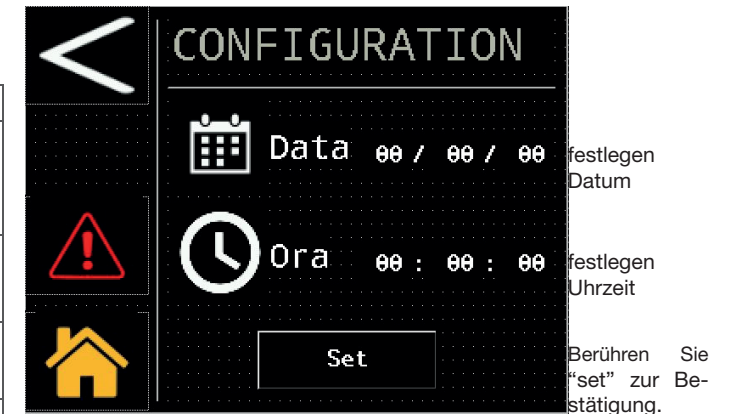 CONFIGURATION
Data 00 / 00 / 00
festlegen
Datum
Ora 00 : 00 : 00
festlegen
Uhrzeit
Set
Berühren Sie
“set” zur Be-
stätigung.